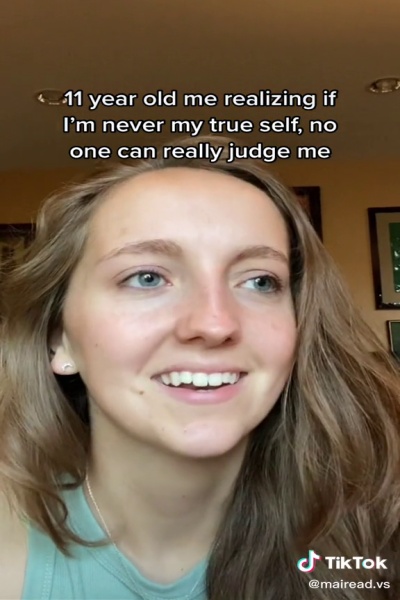 11 year old me realizing if
I’m never my true self, no
one can really judge me
TikTok
@mairead.vs